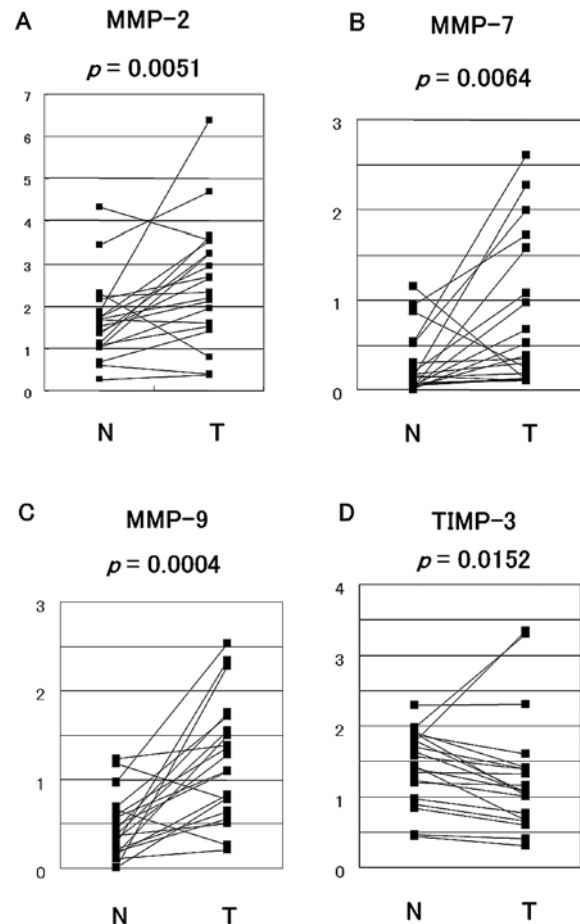 A MMP-2
p = 0.0051
7
6
5
4
3
2
1
0
N T
B MMP-7
p = 0.0064
3
2
1
0
N T
C MMP-9
p = 0.0004
3
2
1
0
N T
D TIMP-3
p = 0.0152
4
3
2
1
0
N T